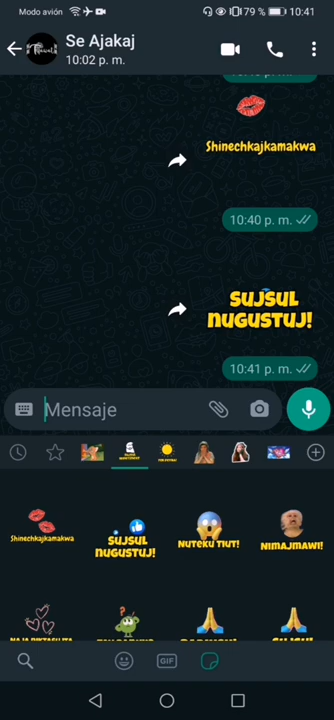 Modo avión
79 %
10:41
Se Ajakaj
10:02 p. m.
Shinechkajkamakwa
10:40 p. m.
SUJSUL
NUGUSTUJ!
10:41 p. m.
Mensaje
Shinechkajkamakwa
SUJSUL
NUGUSTUJ!
NUTEKU TIUT!
NIMAJMAWI!
GIF